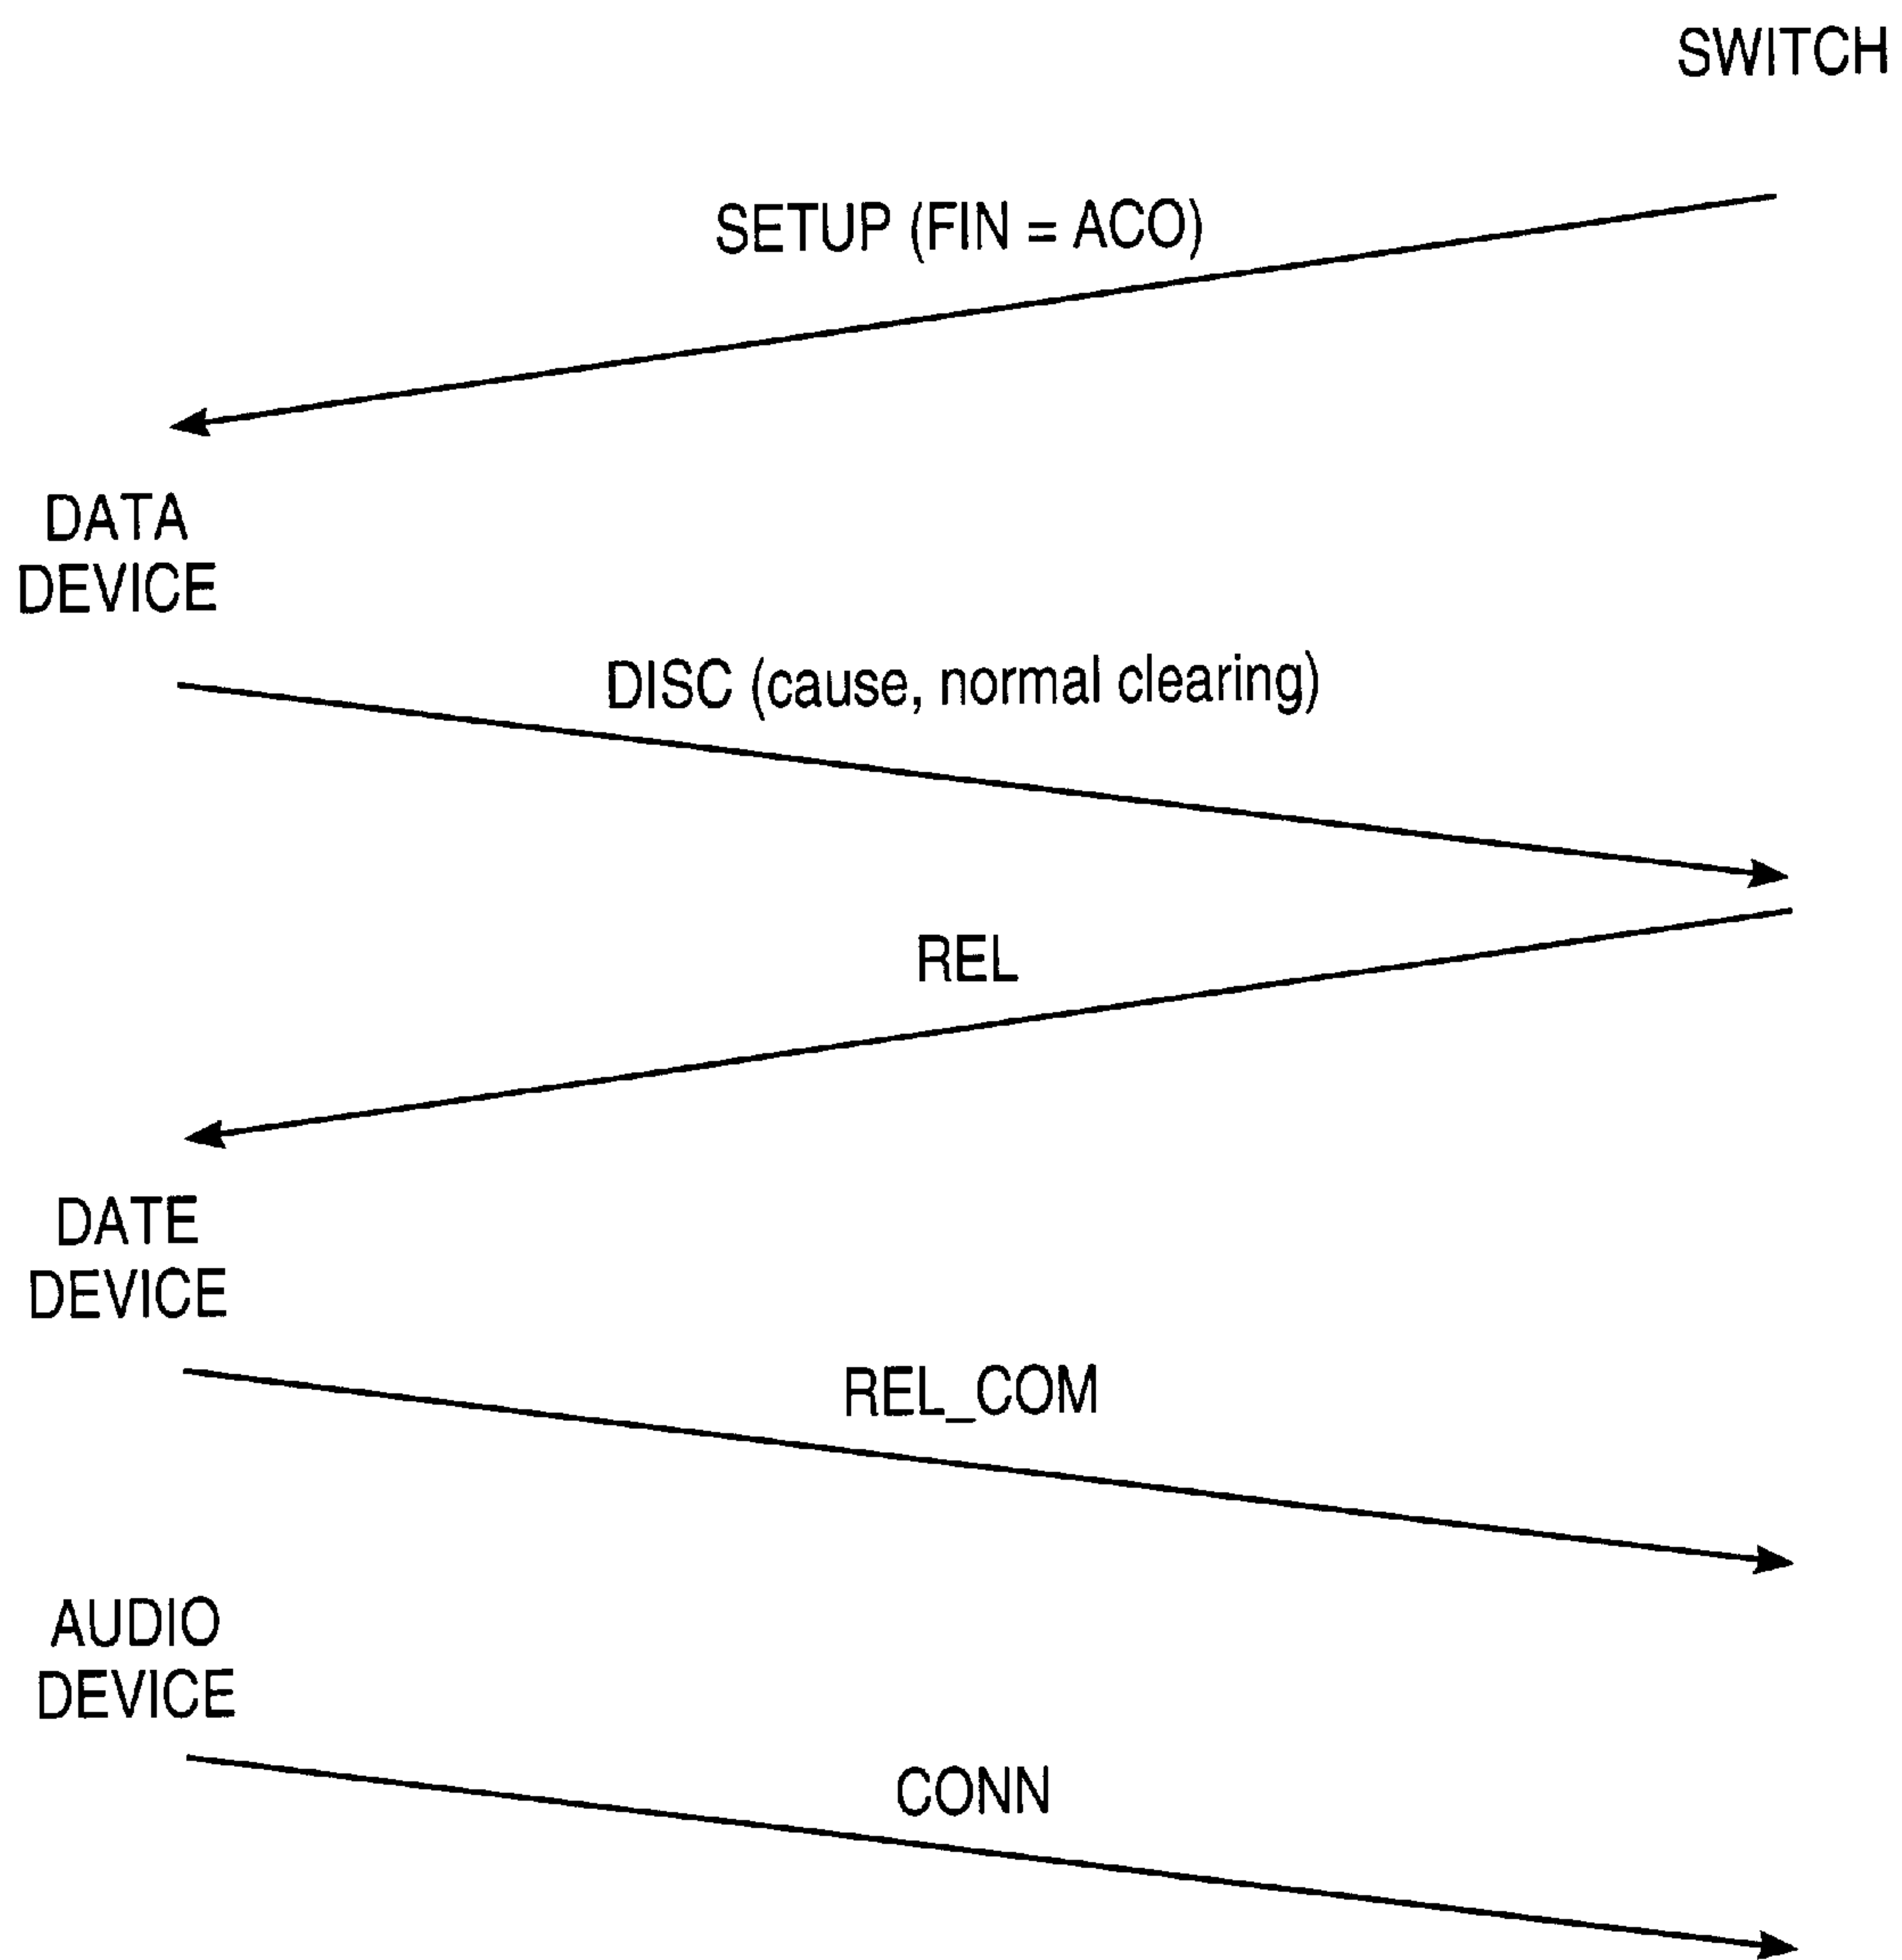 SWITCH
SETUP (FIN = ACO)
DATA
DEVICE
DISC (cause, normal clearing)
REL
DATE
DEVICE
REL_COM
AUDIO
DEVICE
CONN